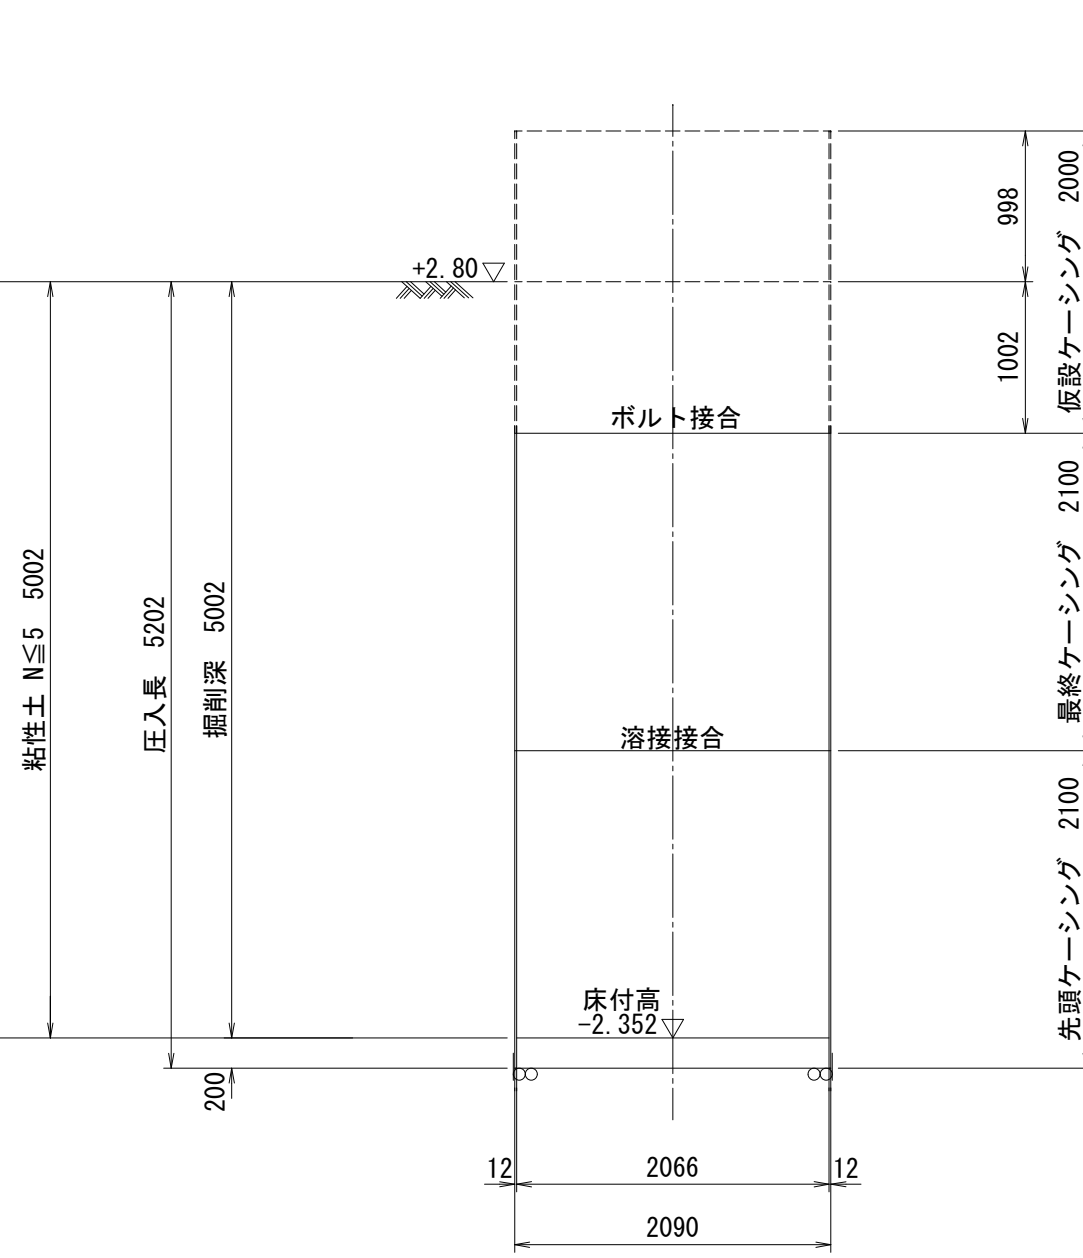 998
仮設ケーシング 2000
+2.80
1002
ボルト接合
最終ケーシング 2100
粘性土 N≦5 5002
圧入長 5202
掘削深 5002
溶接接合
先頭ケーシング 2100
床付高
-2.352
200
12
2066
12
2090